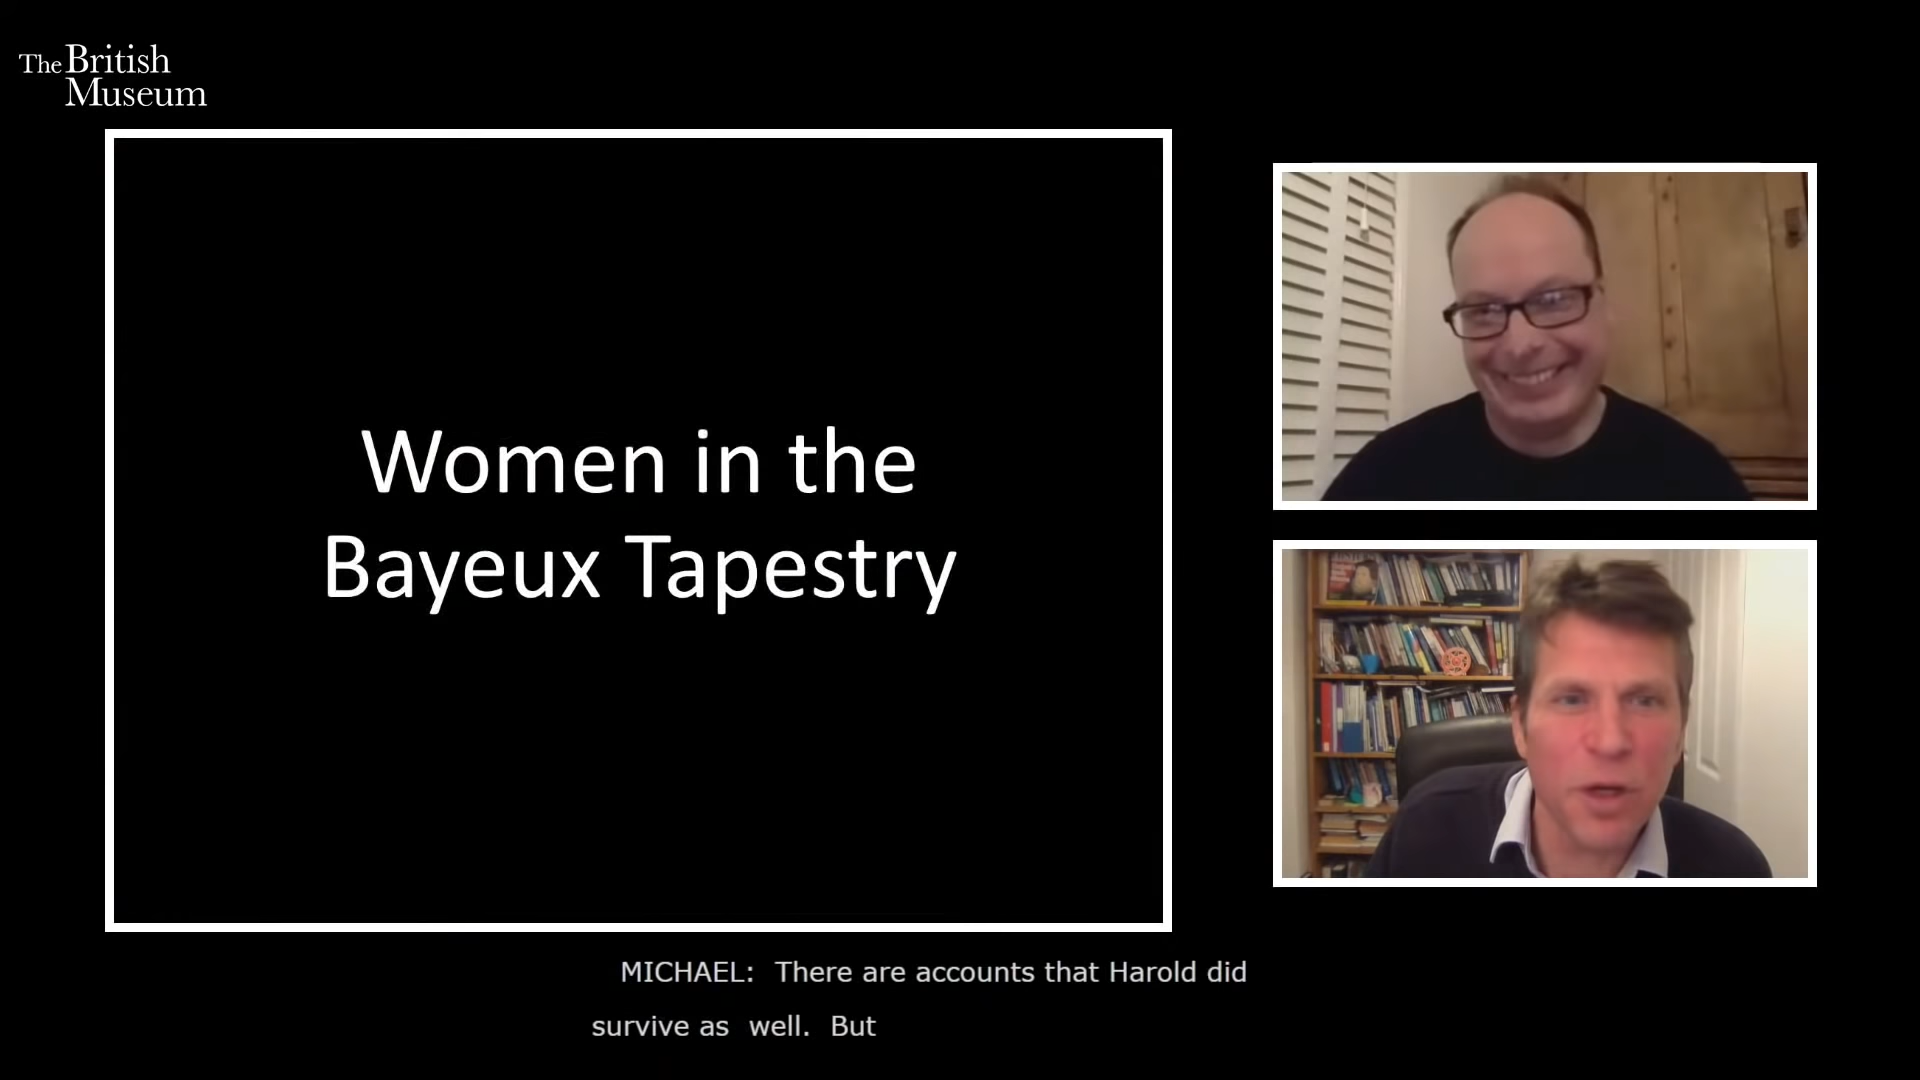 The British
Museum
Women in the
Bayeux Tapestry
MICHAEL: There are accounts that Harold did
survive as well. But